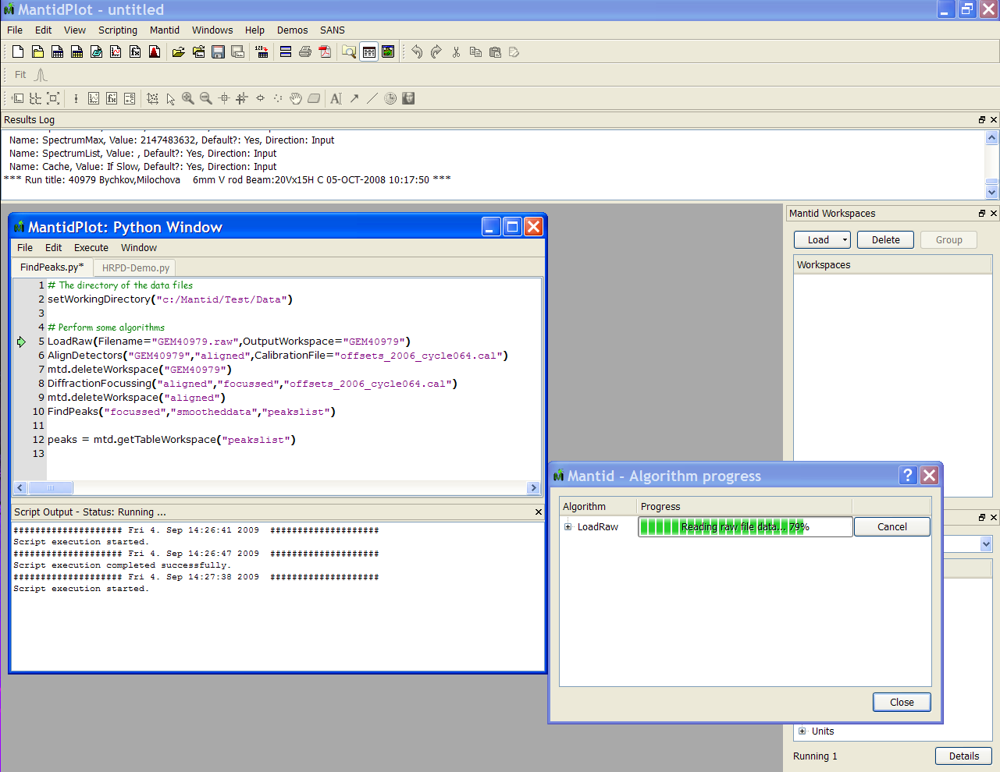 MantidPlot - untitled
File Edit View Scripting Mantid Windows Help Demos SANS
Fit
Results Log
Name: SpectrumMax, Value: 2147483632, Default?: Yes, Direction: Input
Name: SpectrumList, Value: , Default?: Yes, Direction: Input
Name: Cache, Value: If Slow, Default?: Yes, Direction: Input
*** Run title: 40979 Bychkov,Milochova    6mm V rod Beam:20Vx15H C 05-OCT-2008 10:17:50 ***
MantidPlot: Python Window
File Edit Execute Window
FindPeaks.py* HRPD-Demo.py
1 # The directory of the data files
2 setWorkingDirectory("c:/Mantid/Test/Data")
3
4 # Perform some algorithms
5 LoadRaw(Filename="GEM40979.raw",OutputWorkspace="GEM40979")
6 AlignDetectors("GEM40979","aligned",CalibrationFile="offsets_2006_cycle064.cal")
7 mtd.deleteWorkspace("GEM40979")
8 DiffractionFocussing("aligned","focussed","offsets_2006_cycle064.cal")
9 mtd.deleteWorkspace("aligned")
10 FindPeaks("focussed","smootheddata","peakslist")
11
12 peaks = mtd.getTableWorkspace("peakslist")
13
Script Output - Status: Running ...
#################### Fri 4. Sep 14:26:41 2009  ####################
Script execution started.
#################### Fri 4. Sep 14:26:47 2009  ####################
Script execution completed successfully.
#################### Fri 4. Sep 14:27:38 2009  ####################
Script execution started.
Mantid Workspaces
Load Delete Group
Workspaces
Mantid - Algorithm progress
Algorithm Progress
LoadRaw Reading raw file data... 79% Cancel
Close
Units
Running 1 Details